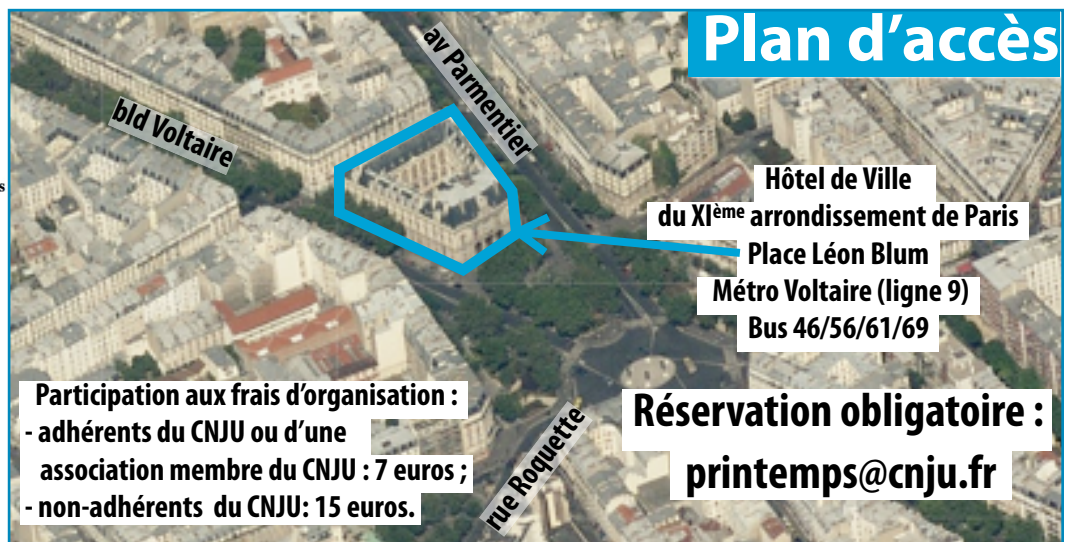 Plan d’accès
av Parmentier
bld Voltaire
s
Hôtel de Ville
du XIème arrondissement de Paris
Place Léon Blum
Métro Voltaire (ligne 9)
Bus 46/56/61/69
Participation aux frais d’organisation :
- adhérents du CNJU ou d’une
association membre du CNJU : 7 euros ;
- non-adhérents du CNJU: 15 euros.
rue Roquette
Réservation obligatoire :
printemps@cnju.fr